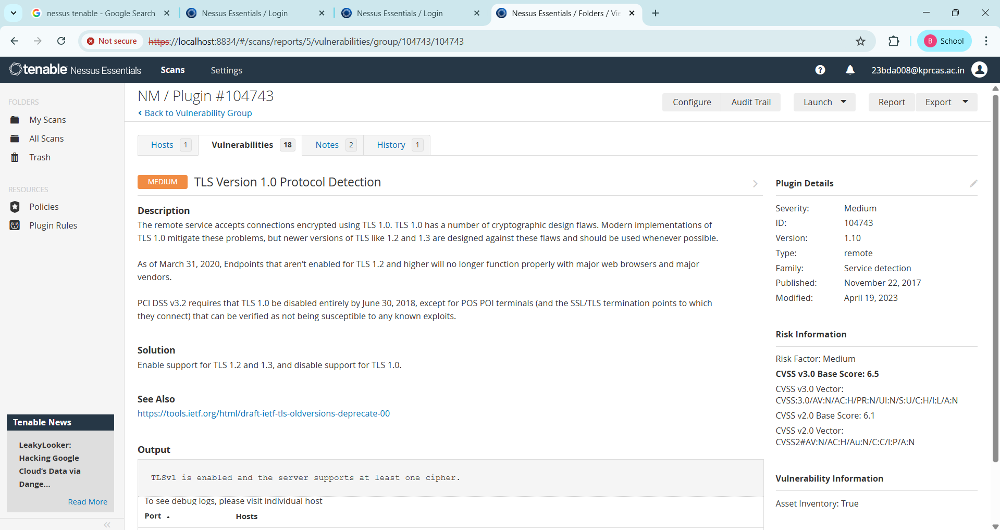 nessus tenable - Google Search
Nessus Essentials / Login
Nessus Essentials / Login
Nessus Essentials / Folders / Vie
Not secure
https://localhost:8834/#/scans/reports/5/vulnerabilities/group/104743/104743
B School
tenable Nessus Essentials
Scans
Settings
?
23bda008@kprcas.ac.in
FOLDERS
My Scans
All Scans
Trash
RESOURCES
Policies
Plugin Rules
Tenable News
LeakyLooker:
Hacking Google
Cloud's Data via
Dange...
Read More
NM / Plugin #104743
Back to Vulnerability Group
Configure
Audit Trail
Launch
Report
Export
Hosts 1
Vulnerabilities 18
Notes 2
History 1
MEDIUM TLS Version 1.0 Protocol Detection
Description
The remote service accepts connections encrypted using TLS 1.0. TLS 1.0 has a number of cryptographic design flaws. Modern implementations of
TLS 1.0 mitigate these problems, but newer versions of TLS like 1.2 and 1.3 are designed against these flaws and should be used whenever possible.
As of March 31, 2020, Endpoints that aren’t enabled for TLS 1.2 and higher will no longer function properly with major web browsers and major
vendors.
PCI DSS v3.2 requires that TLS 1.0 be disabled entirely by June 30, 2018, except for POS POI terminals (and the SSL/TLS termination points to which
they connect) that can be verified as not being susceptible to any known exploits.
Solution
Enable support for TLS 1.2 and 1.3, and disable support for TLS 1.0.
See Also
https://tools.ietf.org/html/draft-ietf-tls-oldversions-deprecate-00
Output
TLSv1 is enabled and the server supports at least one cipher.
To see debug logs, please visit individual host
Port Hosts
Plugin Details
Severity: Medium
ID: 104743
Version: 1.10
Type: remote
Family: Service detection
Published: November 22, 2017
Modified: April 19, 2023
Risk Information
Risk Factor: Medium
CVSS v3.0 Base Score: 6.5
CVSS v3.0 Vector:
CVSS:3.0/AV:N/AC:H/PR:N/UI:N/S:U/C:H/I:L/A:N
CVSS v2.0 Base Score: 6.1
CVSS v2.0 Vector:
CVSS2#AV:N/AC:H/Au:N/C:C/I:P/A:N
Vulnerability Information
Asset Inventory: True